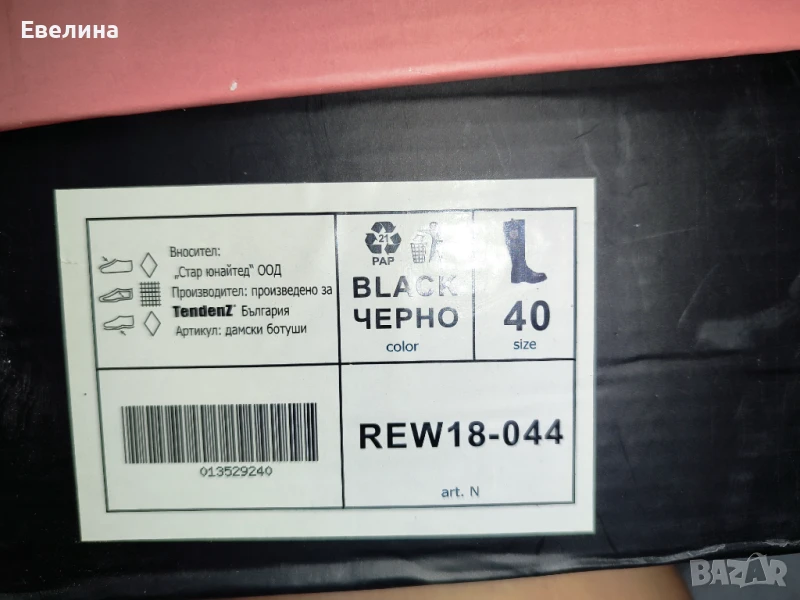 Евелина
Вносител:
„Стар юнайтед“ ООД
Производител: произведено за
TendenZ® България
Артикул: дамски ботуши
21
PAP
BLACK
ЧЕРНО
color
40
size
013529240
REW18-044
art. N
BAZAR